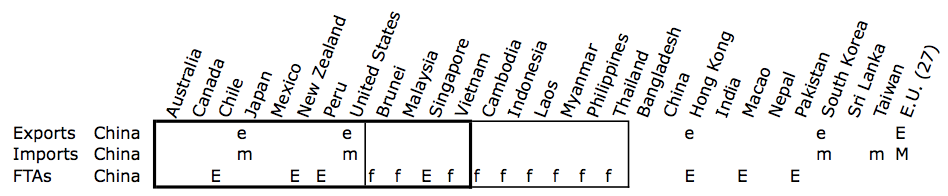 Australia
Canada
Chile
Japan
Mexico
New Zealand
Peru
United States
Brunei
Malaysia
Singapore
Vietnam
Cambodia
Indonesia
Laos
Myanmar
Philippines
Thailand
Bangladesh
China
Hong Kong
India
Macao
Nepal
Pakistan
South Korea
Sri Lanka
Taiwan
E.U. (27)
Exports China e e e e E
Imports China m m m m M
FTAs China E E E f f E f f f f f f f E E E